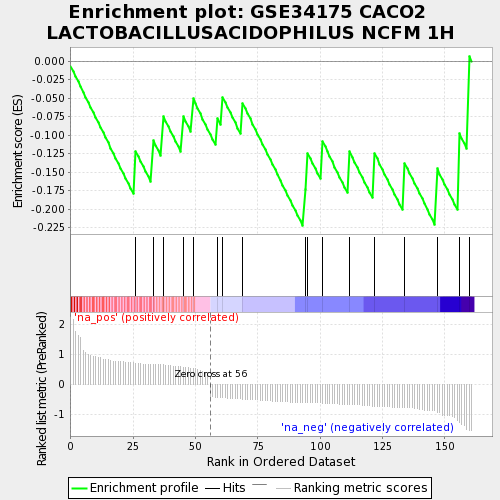 Enrichment plot: GSE34175 CACO2
LACTOBACILLUSACIDOPHILUS NCFM 1H
Enrichment score (ES)
0.000
-0.025
-0.050
-0.075
-0.100
-0.125
-0.150
-0.175
-0.200
-0.225
'na_pos' (positively correlated)
Ranked list metric (PreRanked)
2
1
0
-1
Zero cross at 56
'na_neg' (negatively correlated)
0 25 50 75 100 125 150
Rank in Ordered Dataset
Enrichment profile Hits Ranking metric scores